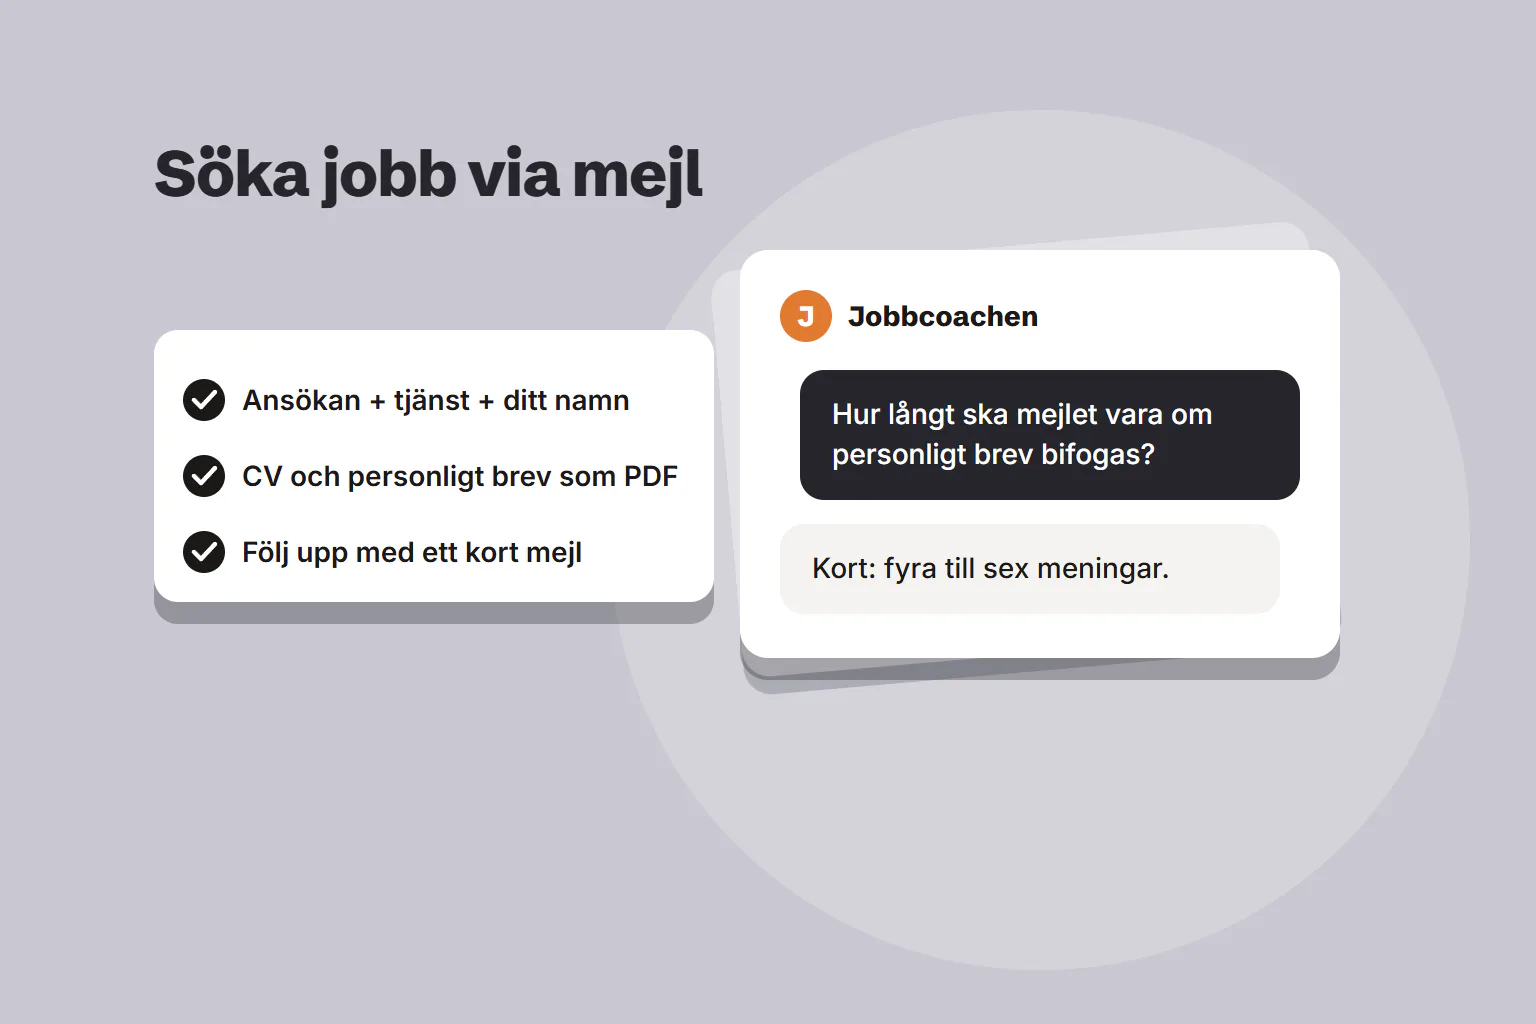 Söka jobb via mejl
Ansökan + tjänst + ditt namn
CV och personligt brev som PDF
Följ upp med ett kort mejl
J
Jobbcoachen
Hur långt ska mejlet vara om
personligt brev bifogas?
Kort: fyra till sex meningar.